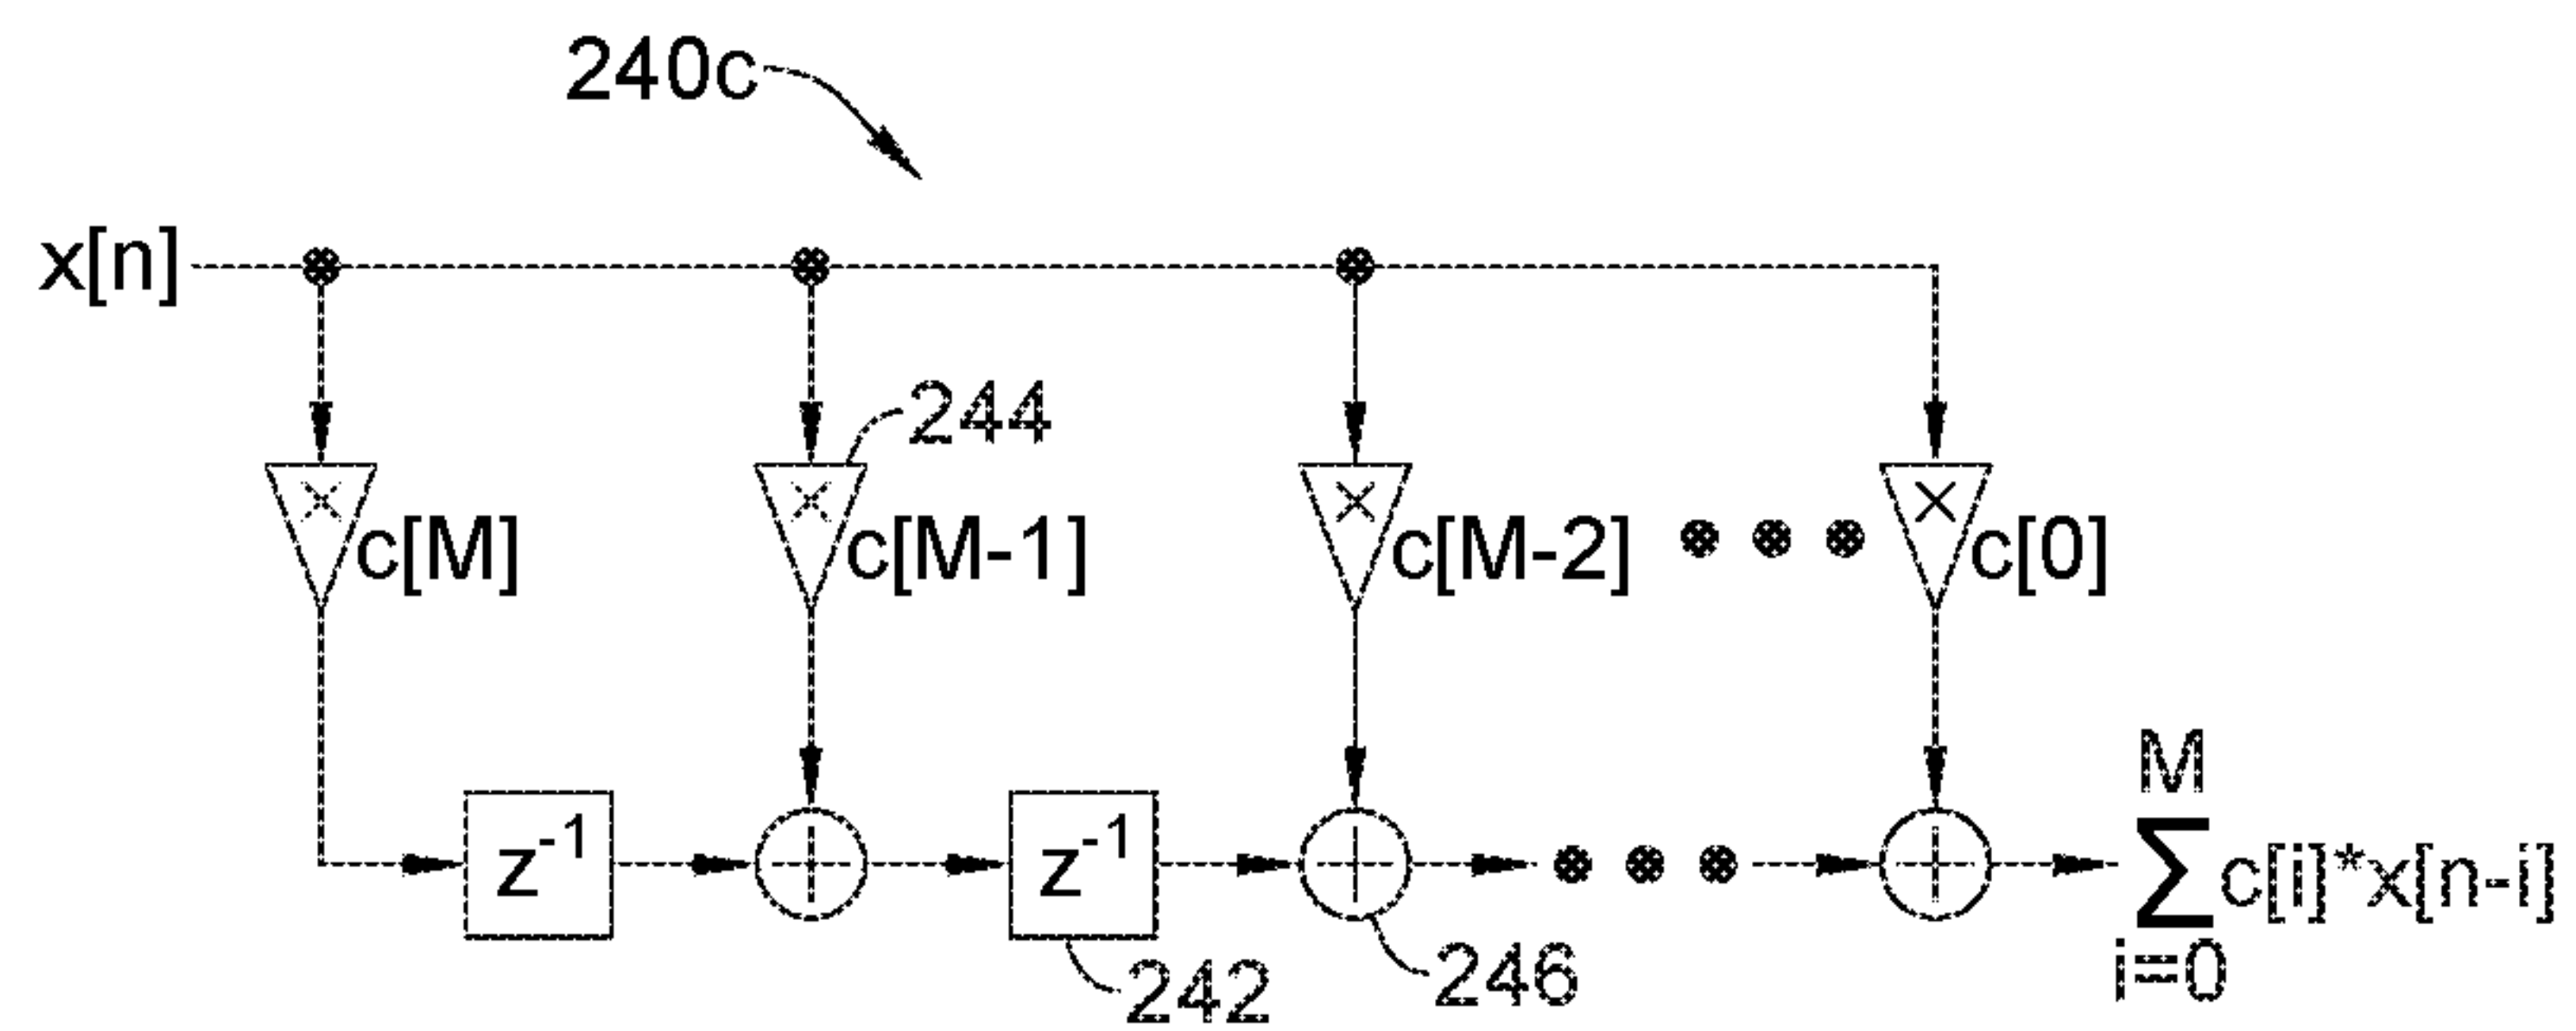 240c
x[n]
244
c[M] c[M-1] c[M-2] c[0]
z⁻¹ z⁻¹
M
∑ c[i]*x[n-i]
i=0
242 246